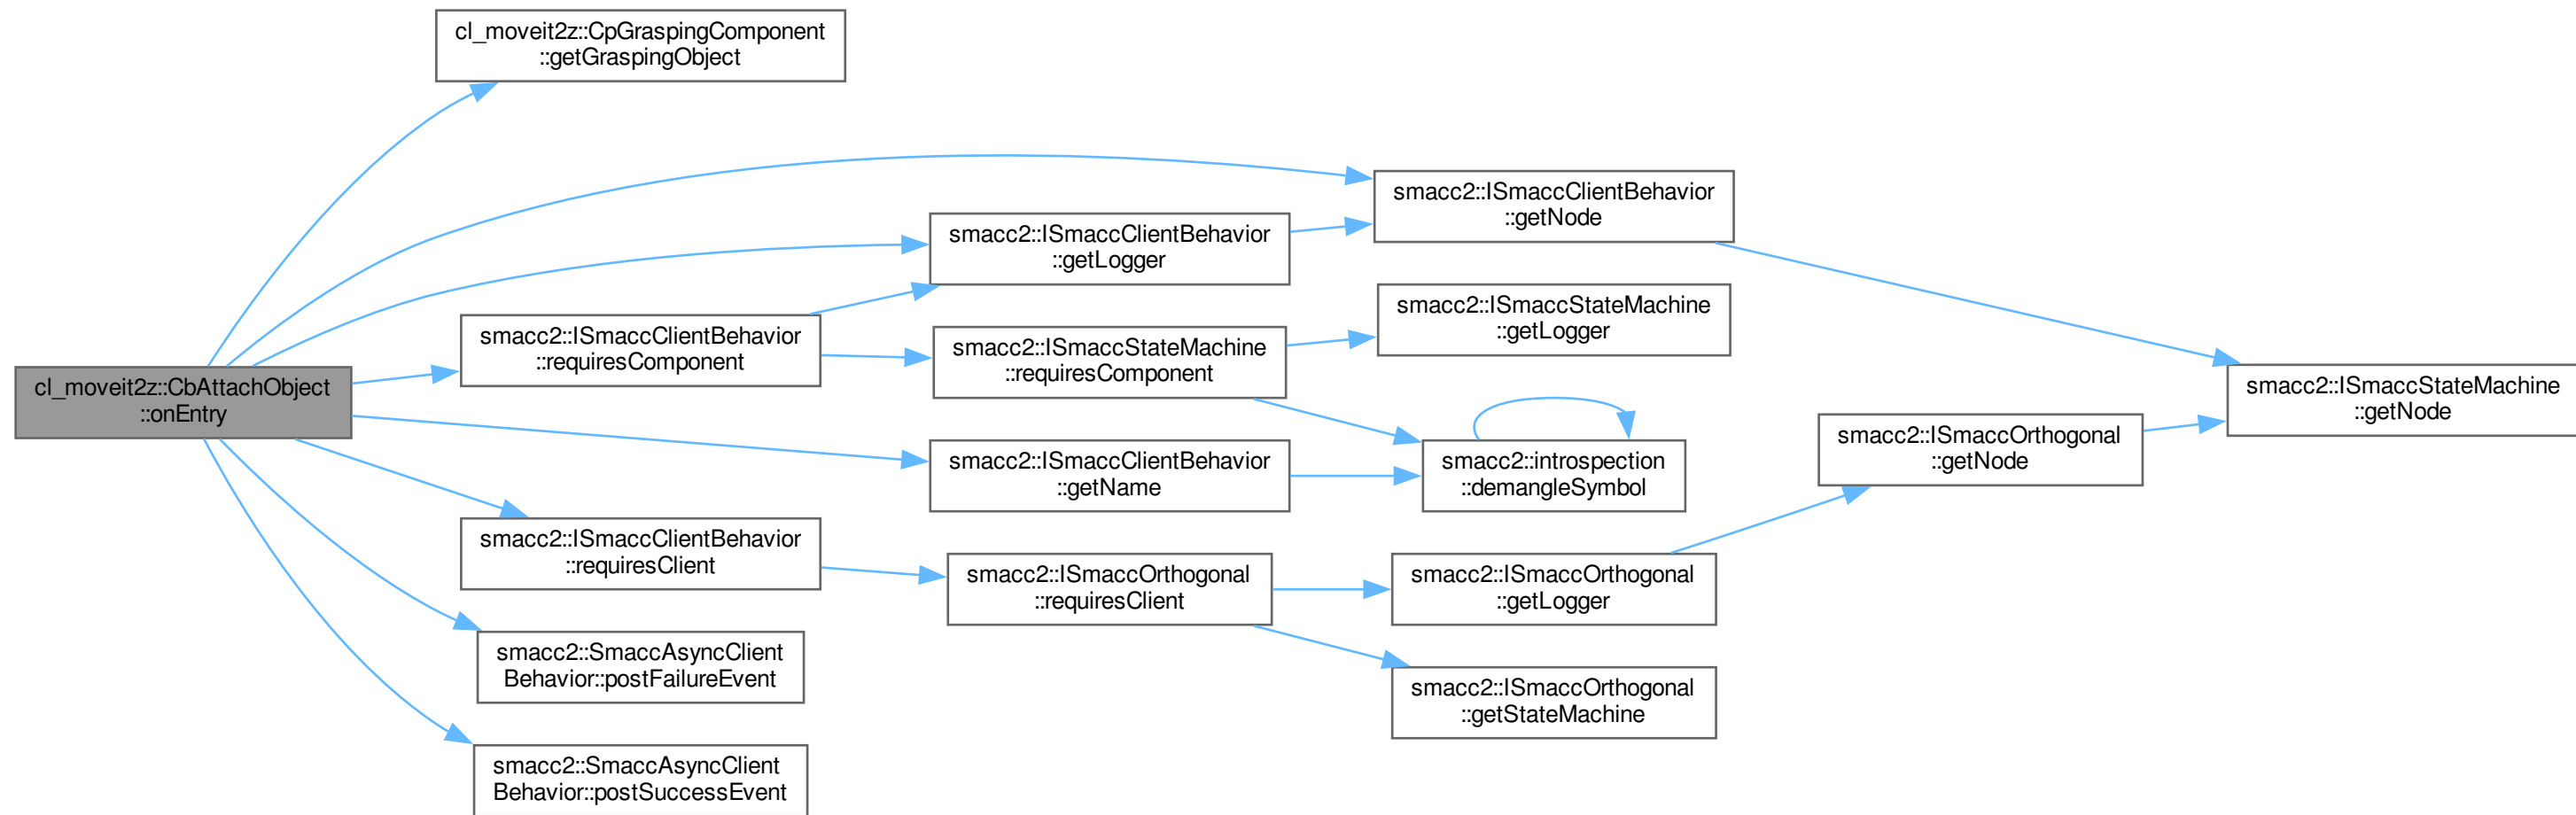 cl_moveit2z::CpGraspingComponent
::getGraspingObject
smacc2::ISmaccClientBehavior
::getNode
smacc2::ISmaccClientBehavior
::getLogger
smacc2::ISmaccStateMachine
::getLogger
smacc2::ISmaccClientBehavior
::requiresComponent
smacc2::ISmaccStateMachine
::requiresComponent
cl_moveit2z::CbAttachObject
::onEntry
smacc2::ISmaccStateMachine
::getNode
smacc2::ISmaccOrthogonal
::getNode
smacc2::ISmaccClientBehavior
::getName
smacc2::introspection
::demangleSymbol
smacc2::ISmaccClientBehavior
::requiresClient
smacc2::ISmaccOrthogonal
::requiresClient
smacc2::ISmaccOrthogonal
::getLogger
smacc2::SmaccAsyncClient
Behavior::postFailureEvent
smacc2::ISmaccOrthogonal
::getStateMachine
smacc2::SmaccAsyncClient
Behavior::postSuccessEvent